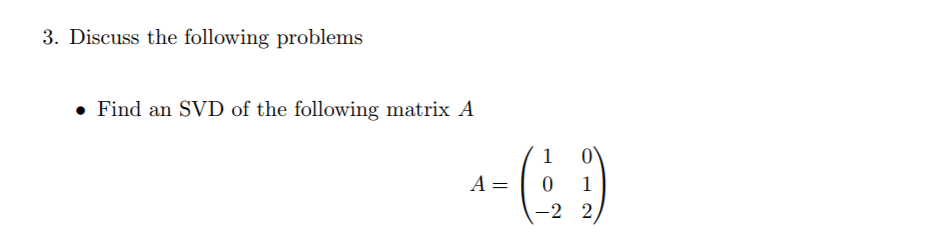 3. Discuss the following problems
• Find an SVD of the following matrix A
1 0
A = 0 1
-2 2